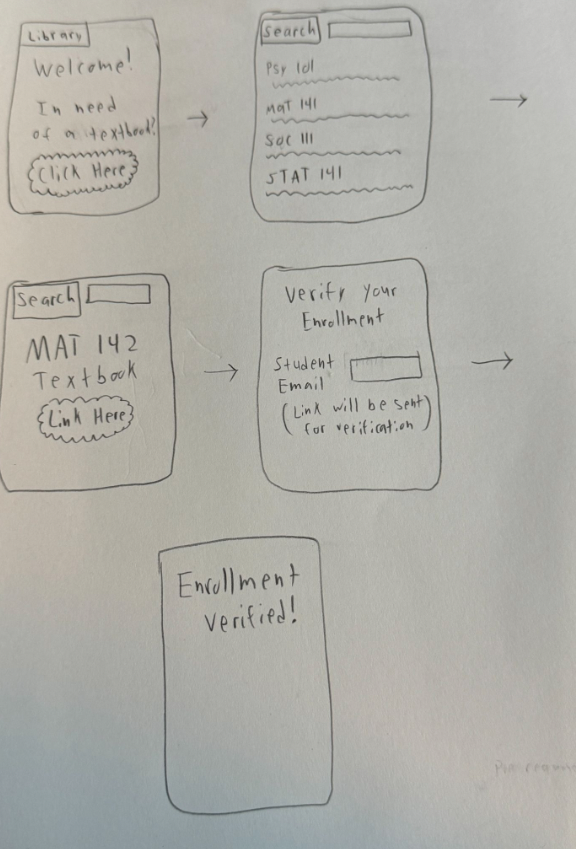 Library
Welcome!
In need
of a textbook?
Click Here
Search
Psy 101
MAT 141
Soc 111
STAT 141
Search
MAT 142
Textbook
Link Here
Verify Your
Enrollment
Student
Email
(Link will be sent
for verification)
Enrollment
Verified!